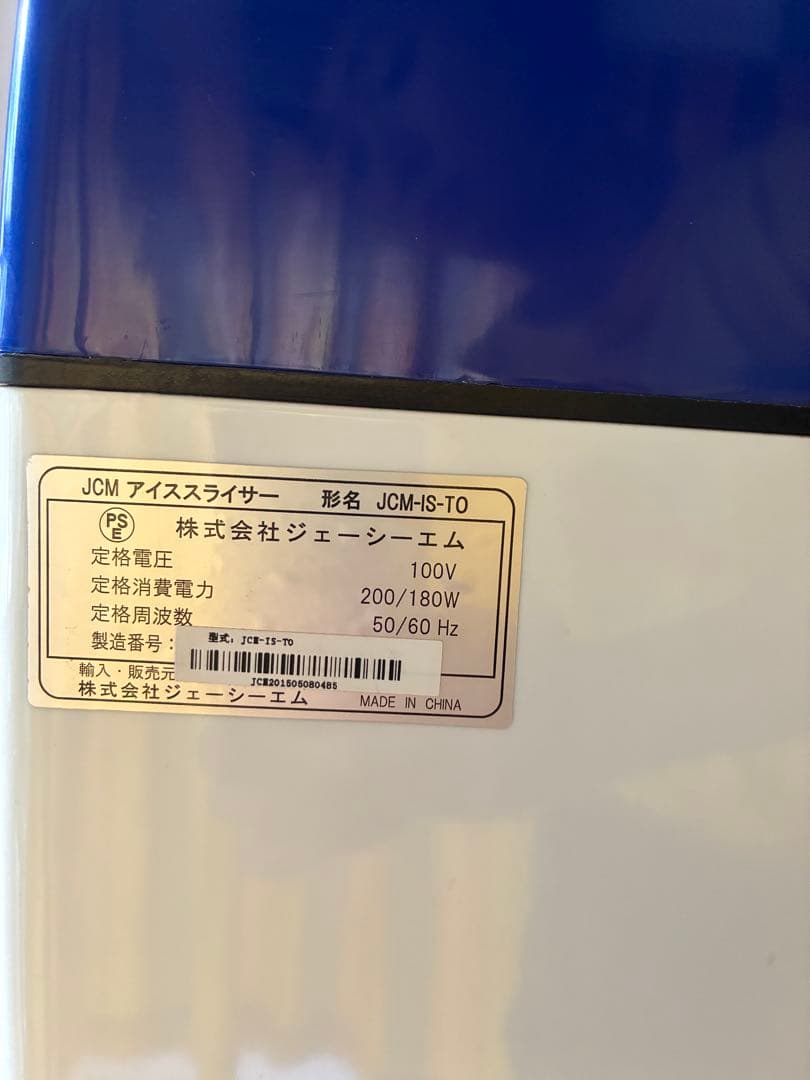 JCM アイススライサー 形名 JCM-IS-TO
PSE 株式会社ジェーシーエム
定格電圧 100V
定格消費電力 200/180W
定格周波数 50/60 Hz
製造番号:
型式: JCM-IS-TO
JCM201505080485
輸入・販売元
株式会社ジェーシーエム MADE IN CHINA